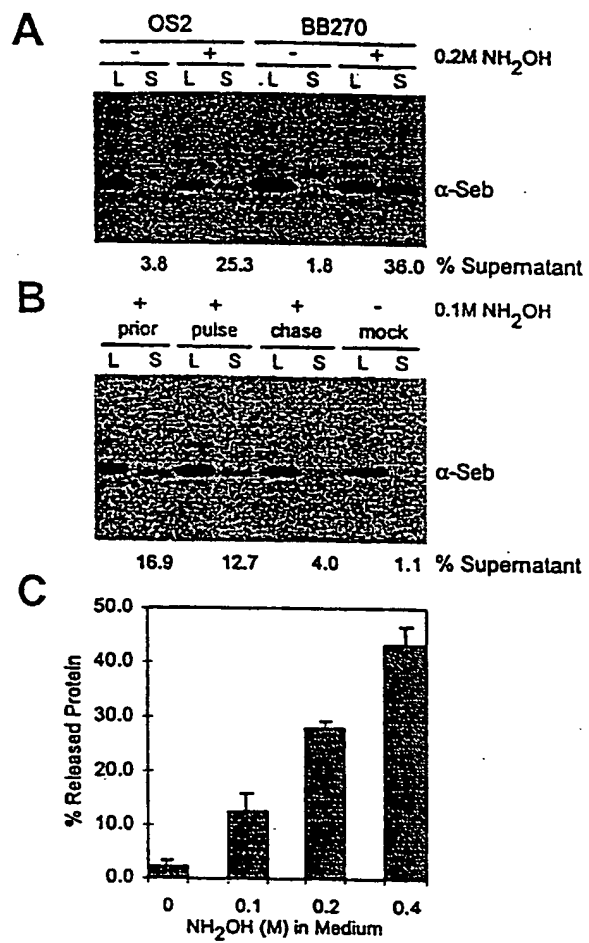 A
OS2 BB270
- + - + 0.2M NH2OH
L S L S .L S L S
α-Seb
3.8 25.3 1.8 38.0 % Supernatant
B
+ + + - 0.1M NH2OH
prior pulse chase mock
L S L S L S L S
α-Seb
16.9 12.7 4.0 1.1 % Supernatant
C
50.0
40.0
30.0
20.0
10.0
0.0
% Released Protein
0 0.1 0.2 0.4
NH2OH (M) in Medium